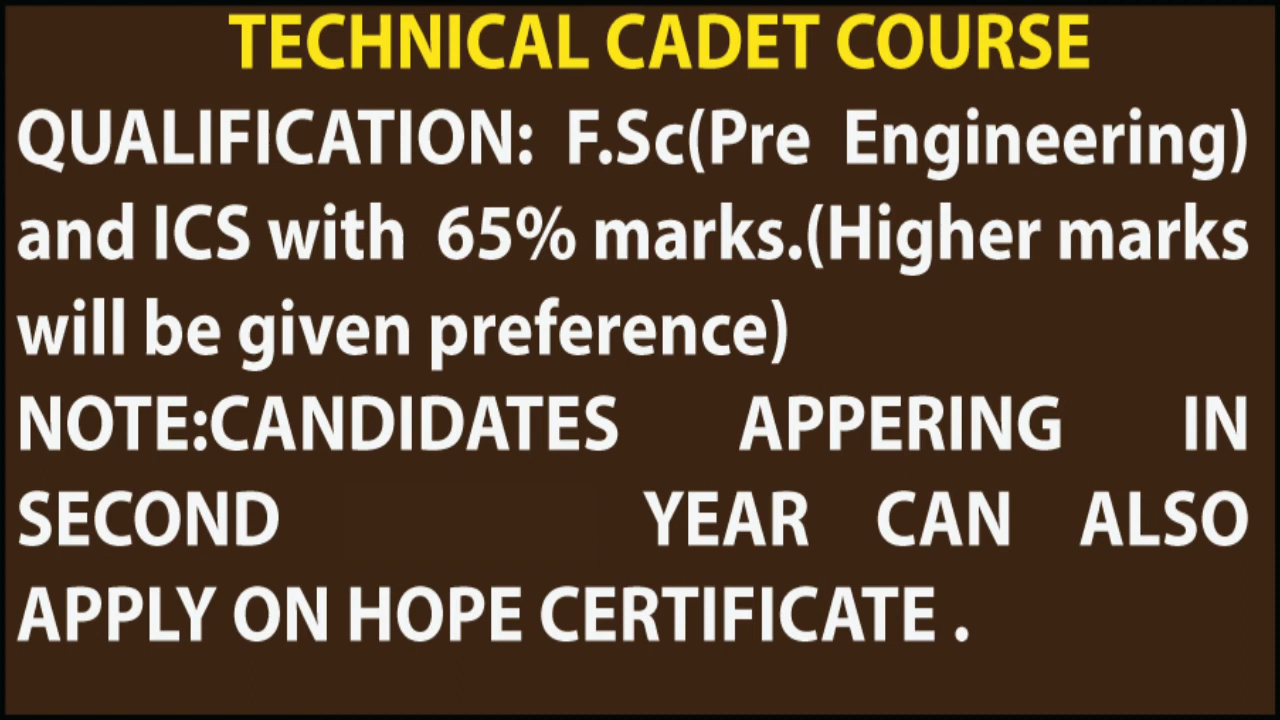 TECHNICAL CADET COURSE
QUALIFICATION: F.Sc(Pre Engineering)
and ICS with 65% marks.(Higher marks
will be given preference)
NOTE:CANDIDATES APPERING IN
SECOND YEAR CAN ALSO
APPLY ON HOPE CERTIFICATE .